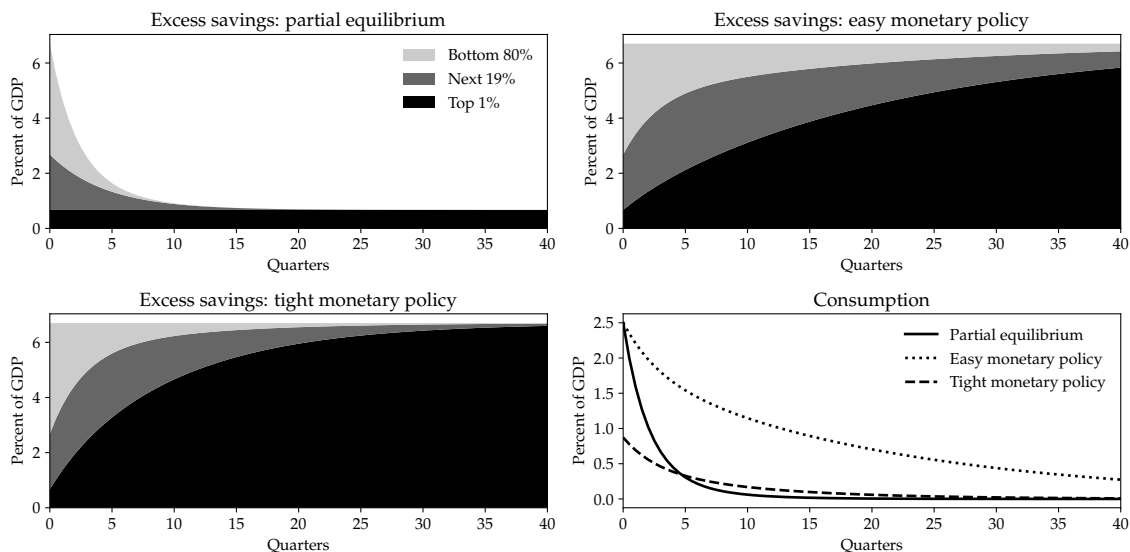 Excess savings: partial equilibrium
Percent of GDP
6
4
2
0
Bottom 80%
Next 19%
Top 1%
0 5 10 15 20 25 30 35 40
Quarters
Excess savings: easy monetary policy
Percent of GDP
6
4
2
0
0 5 10 15 20 25 30 35 40
Quarters
Excess savings: tight monetary policy
Percent of GDP
6
4
2
0
0 5 10 15 20 25 30 35 40
Quarters
Consumption
Percent of GDP
2.5
2.0
1.5
1.0
0.5
0.0
Partial equilibrium
Easy monetary policy
Tight monetary policy
0 5 10 15 20 25 30 35 40
Quarters